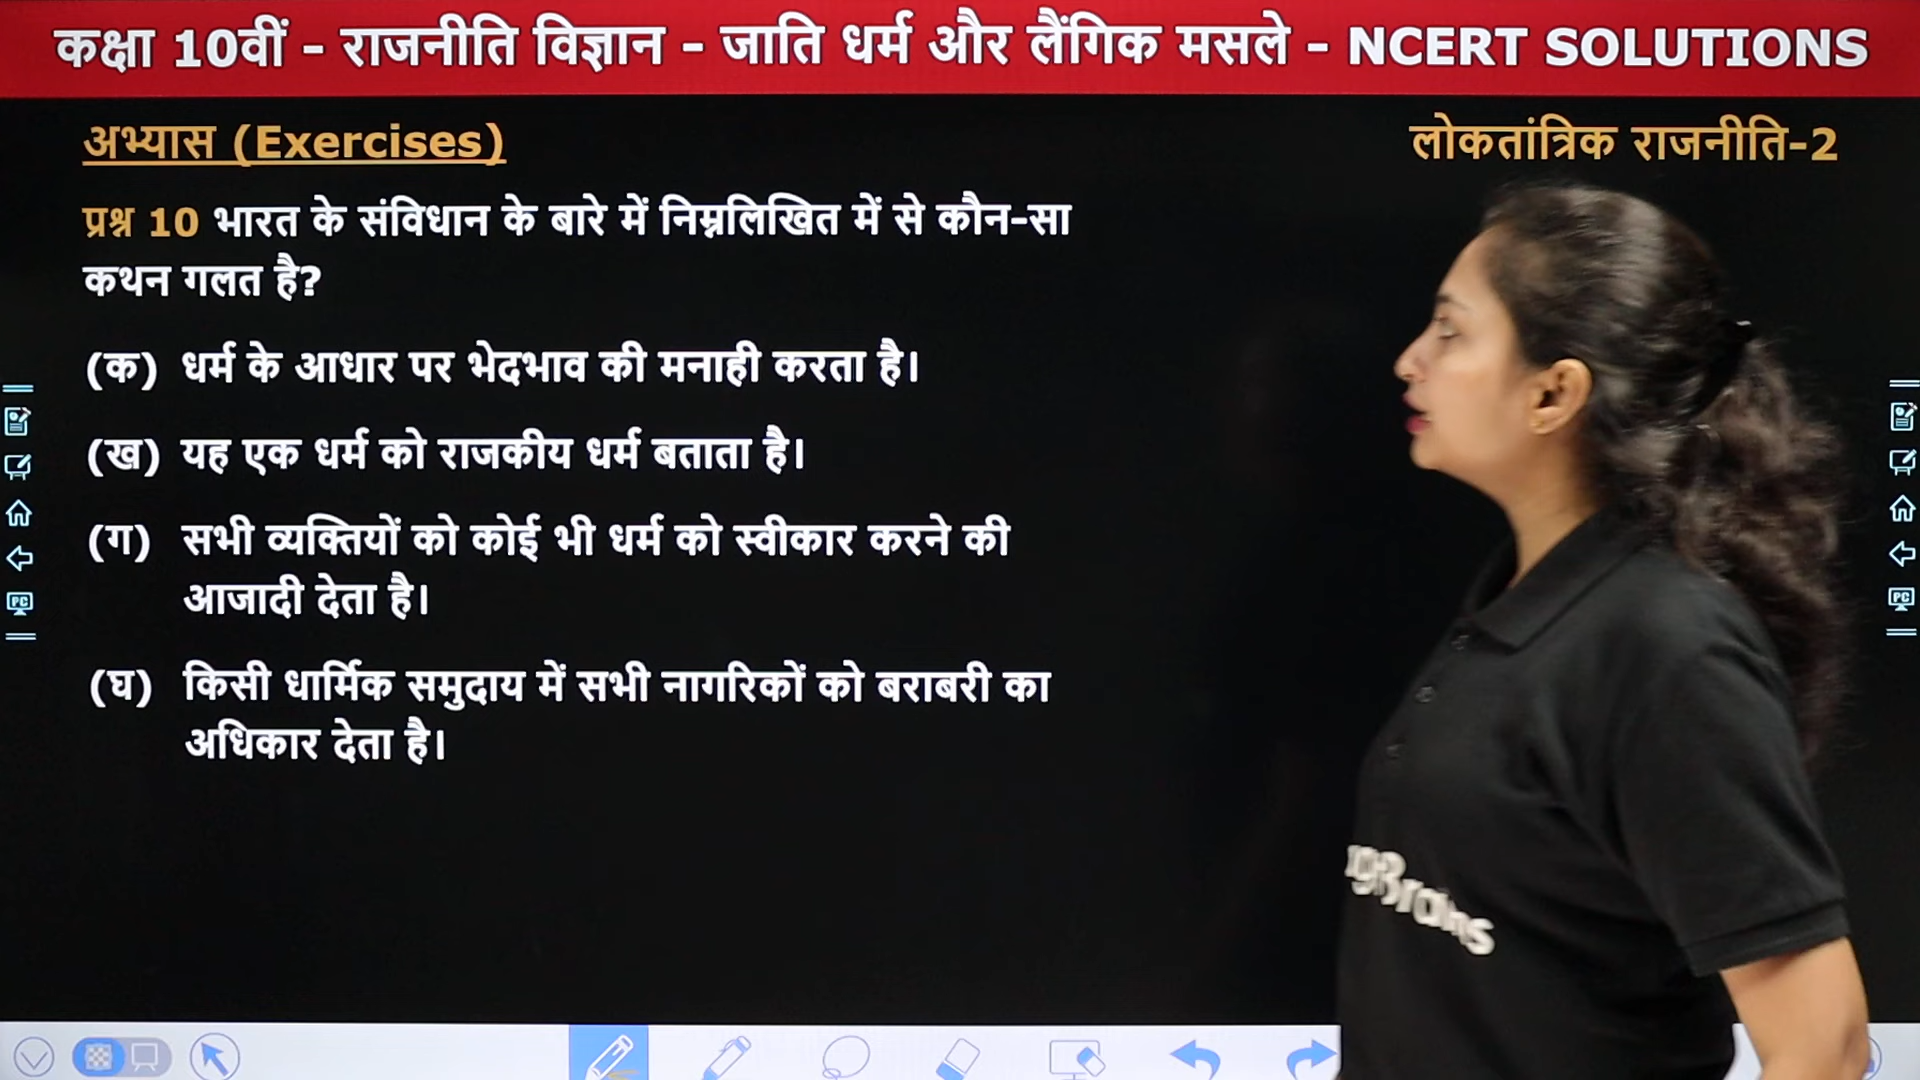 कक्षा 10वीं - राजनीति विज्ञान - जाति धर्म और लैंगिक मसले - NCERT SOLUTIONS
अभ्यास (Exercises)
लोकतांत्रिक राजनीति-2
प्रश्न 10 भारत के संविधान के बारे में निम्नलिखित में से कौन-सा
कथन गलत है?
(क) धर्म के आधार पर भेदभाव की मनाही करता है।
(ख) यह एक धर्म को राजकीय धर्म बताता है।
(ग) सभी व्यक्तियों को कोई भी धर्म को स्वीकार करने की
आजादी देता है।
(घ) किसी धार्मिक समुदाय में सभी नागरिकों को बराबरी का
अधिकार देता है।
PC
PC